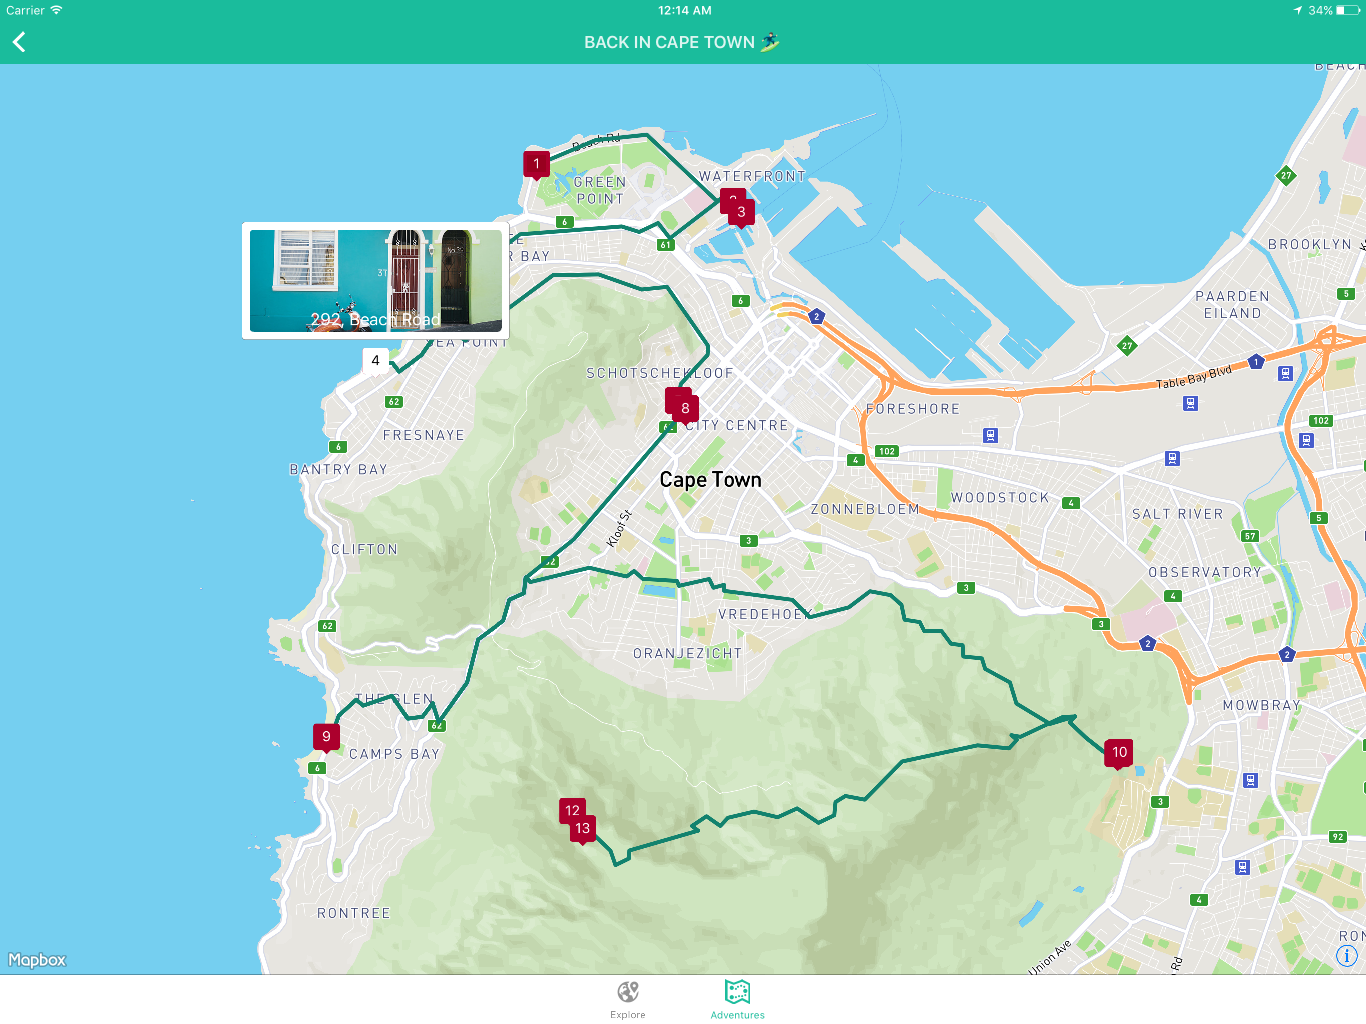 Carrier
12:14 AM
34%
BACK IN CAPE TOWN
BEACH
Beach Rd
1
GREEN
POINT
WATERFRONT
27
3
6
61
R BAY
BROOKLYN
292, Beach Road
6
2
PAARDEN
EILAND
5
27
EA POINT
4
1
SCHOTSCHEKLOOF
Table Bay Blvd
62
8
FORESHORE
102
CITY CENTRE
FRESNAYE
6
102
4
BANTRY BAY
Cape Town
WOODSTOCK
4
ZONNEBLOEM
SALT RIVER
5
Kloof St
57
3
CLIFTON
62
OBSERVATORY
3
4
VREDEHOEK
62
3
2
ORANJEZICHT
2
THE GLEN
MOWBRAY
62
9
CAMPS BAY
10
6
12
3
13
92
4
RONTREE
Union Ave
Rd
RON
Mapbox
Explore
Adventures